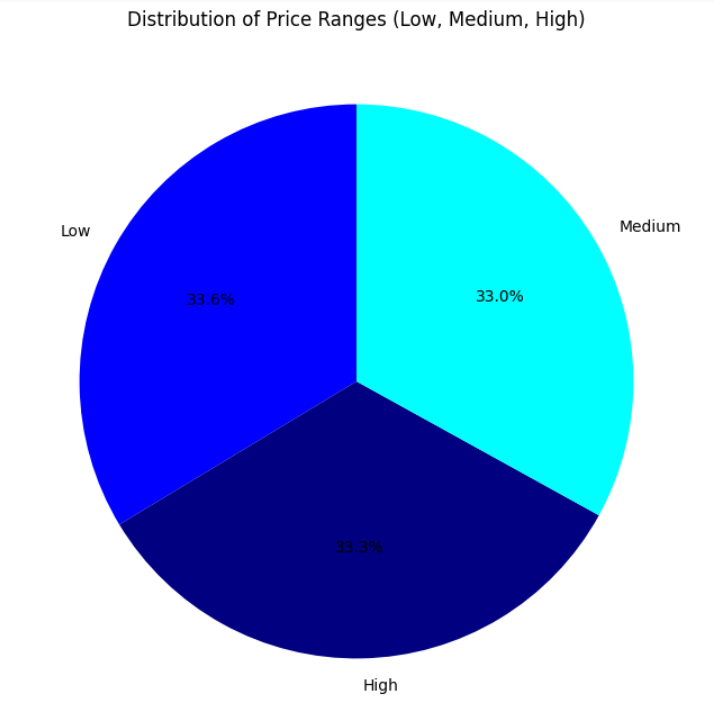 Distribution of Price Ranges (Low, Medium, High)
Medium
Low
33.6%
33.0%
33.3%
High